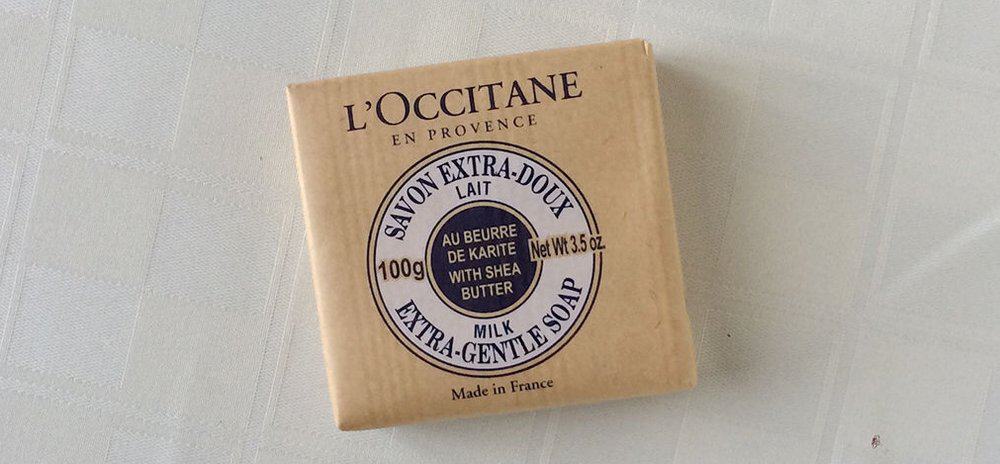 L'OCCITANE
EN PROVENCE
SAVON EXTRA-DOUX
LAIT
AU BEURRE
DE KARITE
WITH SHEA
BUTTER
100g
Net Wt 3.5 oz.
MILK
EXTRA-GENTLE SOAP
Made in France